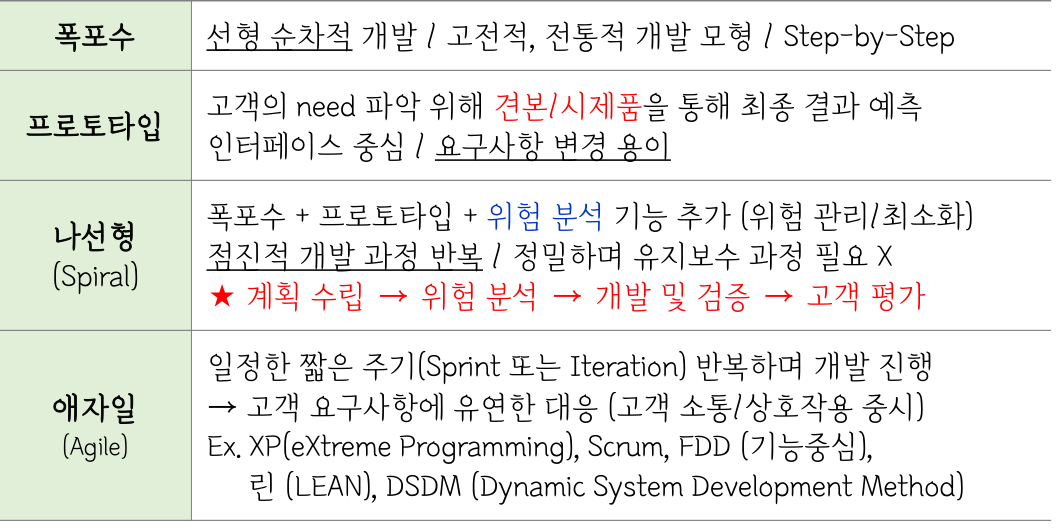 폭포수
선형 순차적 개발 / 고전적, 전통적 개발 모형 / Step-by-Step
프로토타입
고객의 need 파악 위해 견본/시제품을 통해 최종 결과 예측
인터페이스 중심 / 요구사항 변경 용이
나선형
(Spiral)
폭포수 + 프로토타입 + 위험 분석 기능 추가 (위험 관리/최소화)
점진적 개발 과정 반복 / 정밀하며 유지보수 과정 필요 X
★ 계획 수립 → 위험 분석 → 개발 및 검증 → 고객 평가
애자일
(Agile)
일정한 짧은 주기(Sprint 또는 Iteration) 반복하며 개발 진행
→ 고객 요구사항에 유연한 대응 (고객 소통/상호작용 중시)
Ex. XP(eXtreme Programming), Scrum, FDD (기능중심),
린 (LEAN), DSDM (Dynamic System Development Method)